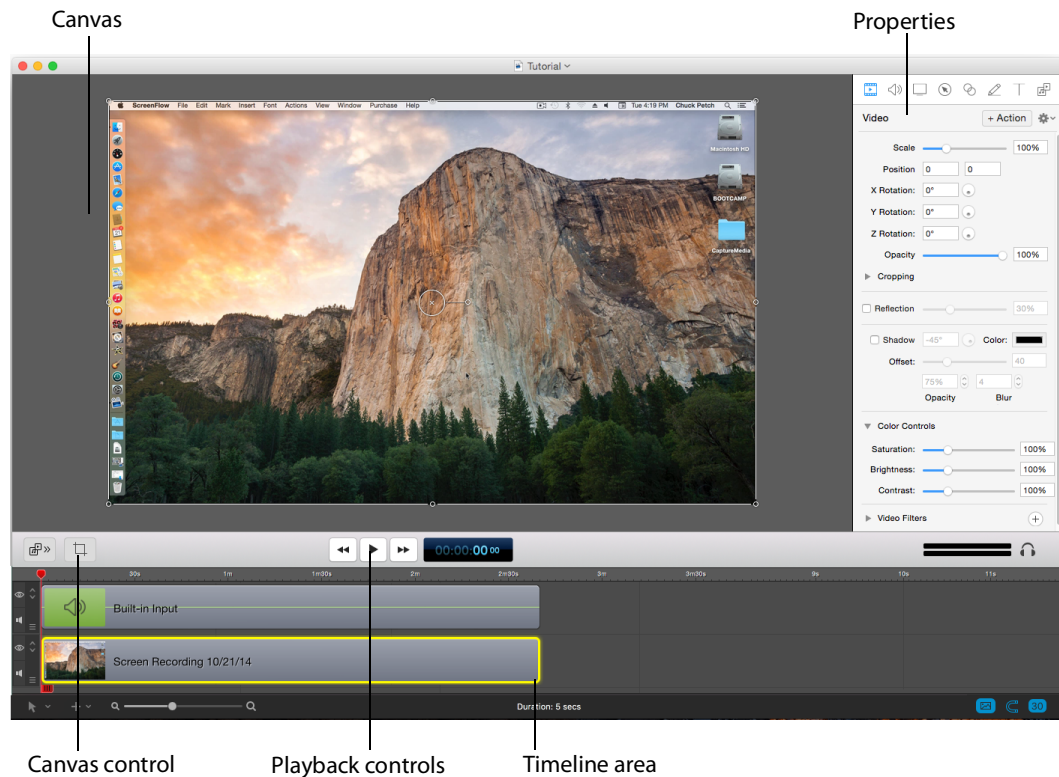 Canvas
Properties
Tutorial
ScreenFlow File Edit Mark Insert Font Actions View Window Purchase Help
Tue 4:19 PM Chuck Petch
Macintosh HD
BOOTCAMP
CaptureMedia
Video
+ Action
Scale 100%
Position 0 0
X Rotation: 0°
Y Rotation: 0°
Z Rotation: 0°
Opacity 100%
Cropping
Reflection 30%
Shadow -45° Color:
Offset: 40
75% 4
Opacity Blur
Color Controls
Saturation: 100%
Brightness: 100%
Contrast: 100%
Video Filters
00:00:00 00
30s 1m 1m30s 2m 2m30s 3m 3m30s 9s 10s 11s
Built-in Input
Screen Recording 10/21/14
Duration: 5 secs
30
Canvas control
Playback controls
Timeline area